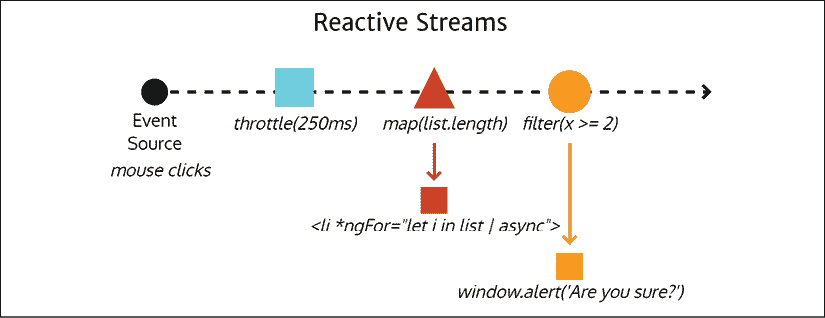 Reactive Streams
Event
Source
mouse clicks
throttle(250ms)
map(list.length)
filter(x >= 2)
<li *ngFor="let i in list | async">
window.alert('Are you sure?')